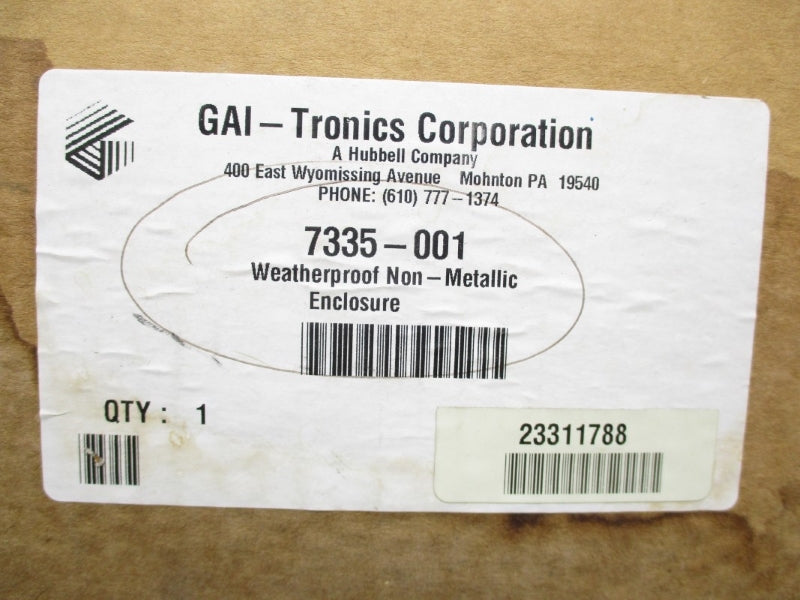 GAI-Tronics Corporation
A Hubbell Company
400 East Wyomissing Avenue Mohnton PA 19540
PHONE: (610) 777-1374
7335-001
Weatherproof Non-Metallic
Enclosure
QTY : 1
23311788